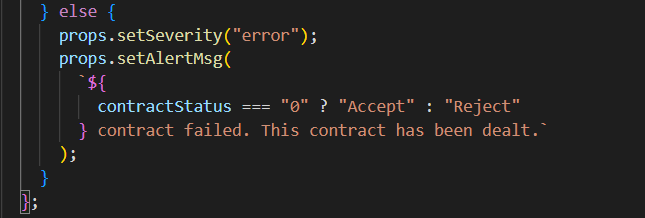 } else {
props.setSeverity("error");
props.setAlertMsg(
`${
contractStatus === "0" ? "Accept" : "Reject"
} contract failed. This contract has been dealt.`
);
}
};